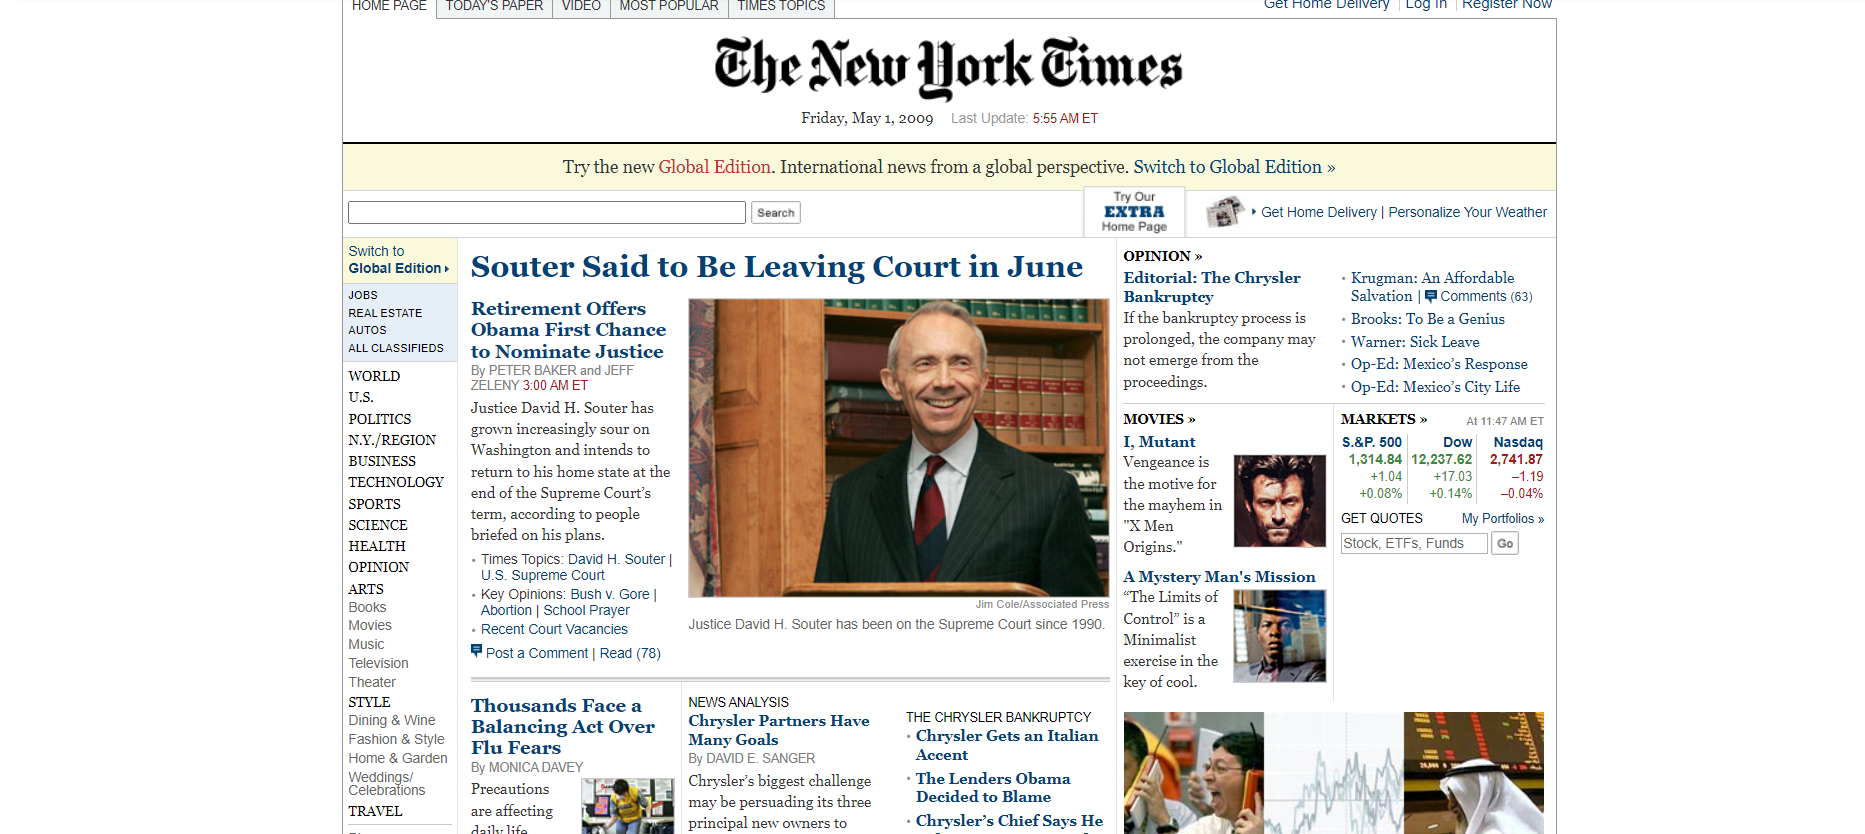 HOME PAGE
TODAY'S PAPER
VIDEO
MOST POPULAR
TIMES TOPICS
Get Home Delivery
Log In
Register Now
The New York Times
Friday, May 1, 2009 Last Update: 5:55 AM ET
Try the new Global Edition. International news from a global perspective. Switch to Global Edition »
Search
Try Our
EXTRA
Home Page
Get Home Delivery | Personalize Your Weather
Switch to
Global Edition
JOBS
REAL ESTATE
AUTOS
ALL CLASSIFIEDS
WORLD
U.S.
POLITICS
N.Y./REGION
BUSINESS
TECHNOLOGY
SPORTS
SCIENCE
HEALTH
OPINION
ARTS
Books
Movies
Music
Television
Theater
STYLE
Dining & Wine
Fashion & Style
Home & Garden
Weddings/
Celebrations
TRAVEL
Souter Said to Be Leaving Court in June
Retirement Offers
Obama First Chance
to Nominate Justice
By PETER BAKER and JEFF
ZELENY 3:00 AM ET
Justice David H. Souter has
grown increasingly sour on
Washington and intends to
return to his home state at the
end of the Supreme Court's
term, according to people
briefed on his plans.
• Times Topics: David H. Souter |
U.S. Supreme Court
• Key Opinions: Bush v. Gore |
Abortion | School Prayer
• Recent Court Vacancies
Post a Comment | Read (78)
Jim Cole/Associated Press
Justice David H. Souter has been on the Supreme Court since 1990.
Thousands Face a
Balancing Act Over
Flu Fears
By MONICA DAVEY
Precautions
are affecting
daily life
NEWS ANALYSIS
Chrysler Partners Have
Many Goals
By DAVID E. SANGER
Chrysler's biggest challenge
may be persuading its three
principal new owners to
THE CHRYSLER BANKRUPTCY
• Chrysler Gets an Italian
Accent
• The Lenders Obama
Decided to Blame
• Chrysler's Chief Says He
OPINION »
Editorial: The Chrysler
Bankruptcy
If the bankruptcy process is
prolonged, the company may
not emerge from the
proceedings.
• Krugman: An Affordable
Salvation | Comments (63)
• Brooks: To Be a Genius
• Warner: Sick Leave
• Op-Ed: Mexico's Response
• Op-Ed: Mexico's City Life
MOVIES »
I, Mutant
Vengeance is
the motive for
the mayhem in
"X Men
Origins."
A Mystery Man's Mission
“The Limits of
Control” is a
Minimalist
exercise in the
key of cool.
MARKETS » At 11:47 AM ET
S.&P. 500 Dow Nasdaq
1,314.84 12,237.62 2,741.87
+1.04 +17.03 –1.19
+0.08% +0.14% –0.04%
GET QUOTES My Portfolios »
Stock, ETFs, Funds Go